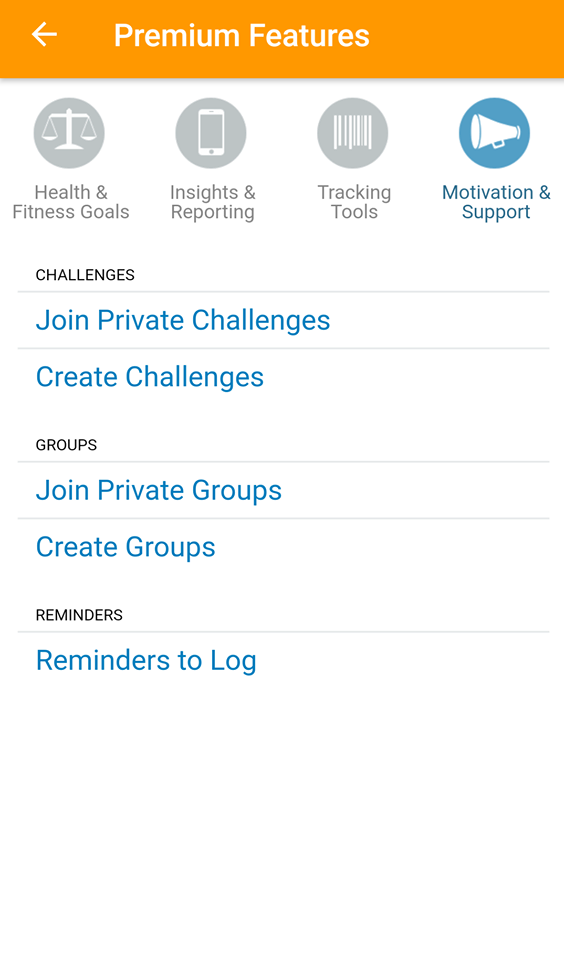 Premium Features
Health &
Fitness Goals
Insights &
Reporting
Tracking
Tools
Motivation &
Support
CHALLENGES
Join Private Challenges
Create Challenges
GROUPS
Join Private Groups
Create Groups
REMINDERS
Reminders to Log